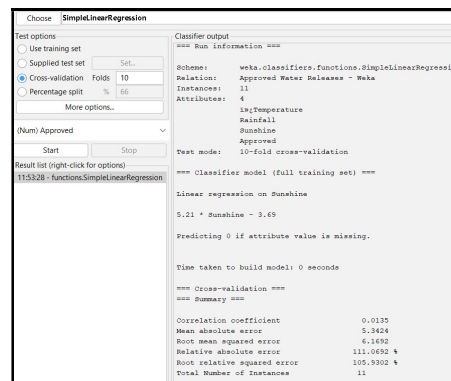 Choose SimpleLinearRegression
Test options
Use training set
Supplied test set Set...
Cross-validation Folds 10
Percentage split % 66
More options...
(Num) Approved
Start Stop
Result list (right-click for options)
11:53:28 - functions.SimpleLinearRegression
Classifier output
=== Run information ===
Scheme: weka.classifiers.functions.SimpleLinearRegressi
Relation: Approved Water Releases - Weka
Instances: 11
Attributes: 4
ï»¿Temperature
Rainfall
Sunshine
Approved
Test mode: 10-fold cross-validation
=== Classifier model (full training set) ===
Linear regression on Sunshine
5.21 * Sunshine - 3.69
Predicting 0 if attribute value is missing.
Time taken to build model: 0 seconds
=== Cross-validation ===
=== Summary ===
Correlation coefficient 0.0135
Mean absolute error 5.3424
Root mean squared error 6.1692
Relative absolute error 111.0692 %
Root relative squared error 105.9302 %
Total Number of Instances 11